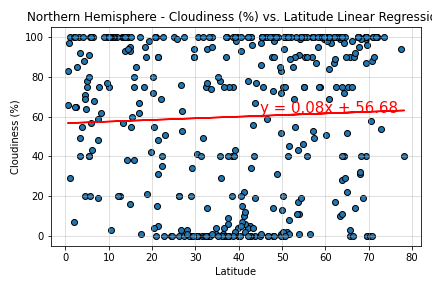 Northern Hemisphere - Cloudiness (%) vs. Latitude Linear Regressio
100
80
60
40
20
0
Cloudiness (%)
y = 0.08x + 56.68
0 10 20 30 40 50 60 70 80
Latitude